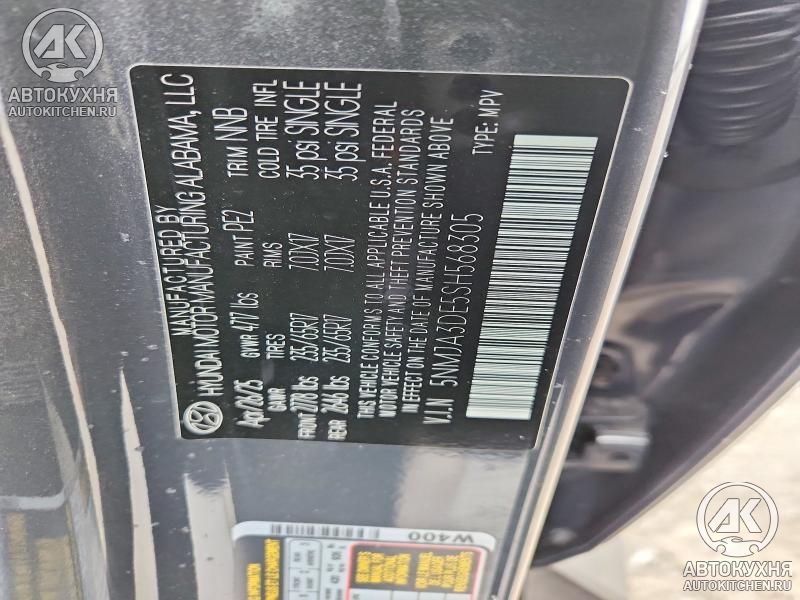 MANUFACTURED BY
HYUNDAI MOTOR MANUFACTURING ALABAMA, LLC
Apr/26/25 GVWR 4717 lbs PAINT PE2 TRIM NNB
GAWR RIMS COLD TIRE INFL
FRONT 2778 lbs 235/65R17 7.0JX17 35 psi SINGLE
REAR 2646 lbs 235/65R17 7.0JX17 35 psi SINGLE
THIS VEHICLE CONFORMS TO ALL APPLICABLE U.S.A. FEDERAL
MOTOR VEHICLE SAFETY AND THEFT PREVENTION STANDARDS
IN EFFECT ON THE DATE OF MANUFACTURE SHOWN ABOVE
V.I.N 5NMJA3DE5SH568305 TYPE: MPV
W400
АК
АВТОКУХНЯ
AUTOKITCHEN.RU
АК
АВТОКУХНЯ
AUTOKITCHEN.RU